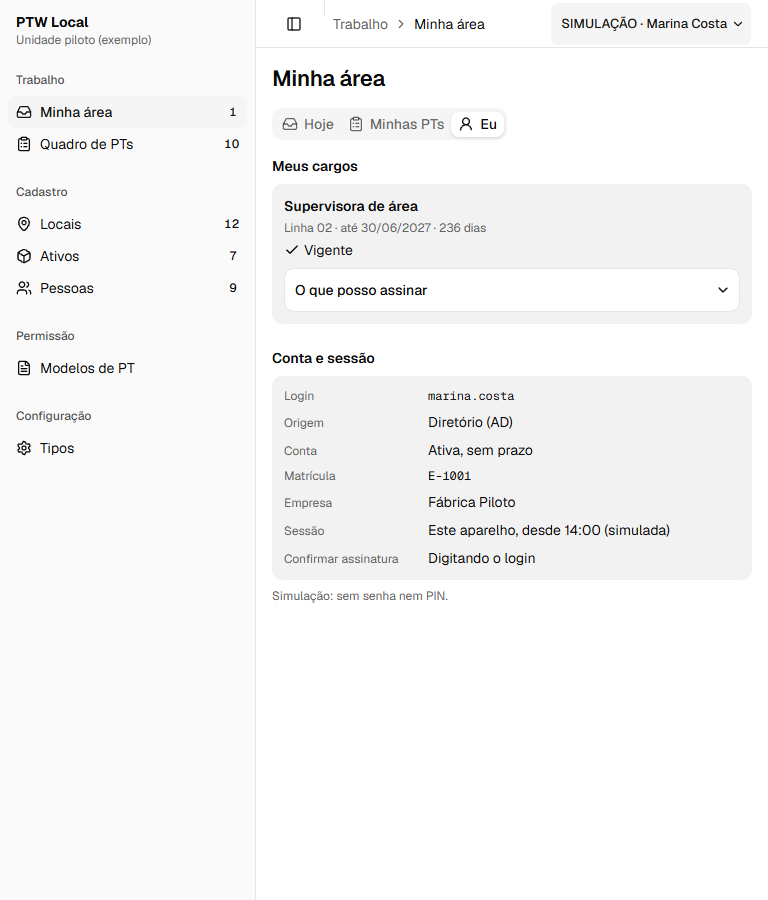 PTW Local
Unidade piloto (exemplo)
Trabalho
Minha área 1
Quadro de PTs 10
Cadastro
Locais 12
Ativos 7
Pessoas 9
Permissão
Modelos de PT
Configuração
Tipos
Trabalho > Minha área
SIMULAÇÃO · Marina Costa
Minha área
Hoje Minhas PTs Eu
Meus cargos
Supervisora de área
Linha 02 · até 30/06/2027 · 236 dias
Vigente
O que posso assinar
Conta e sessão
Login marina.costa
Origem Diretório (AD)
Conta Ativa, sem prazo
Matrícula E-1001
Empresa Fábrica Piloto
Sessão Este aparelho, desde 14:00 (simulada)
Confirmar assinatura Digitando o login
Simulação: sem senha nem PIN.